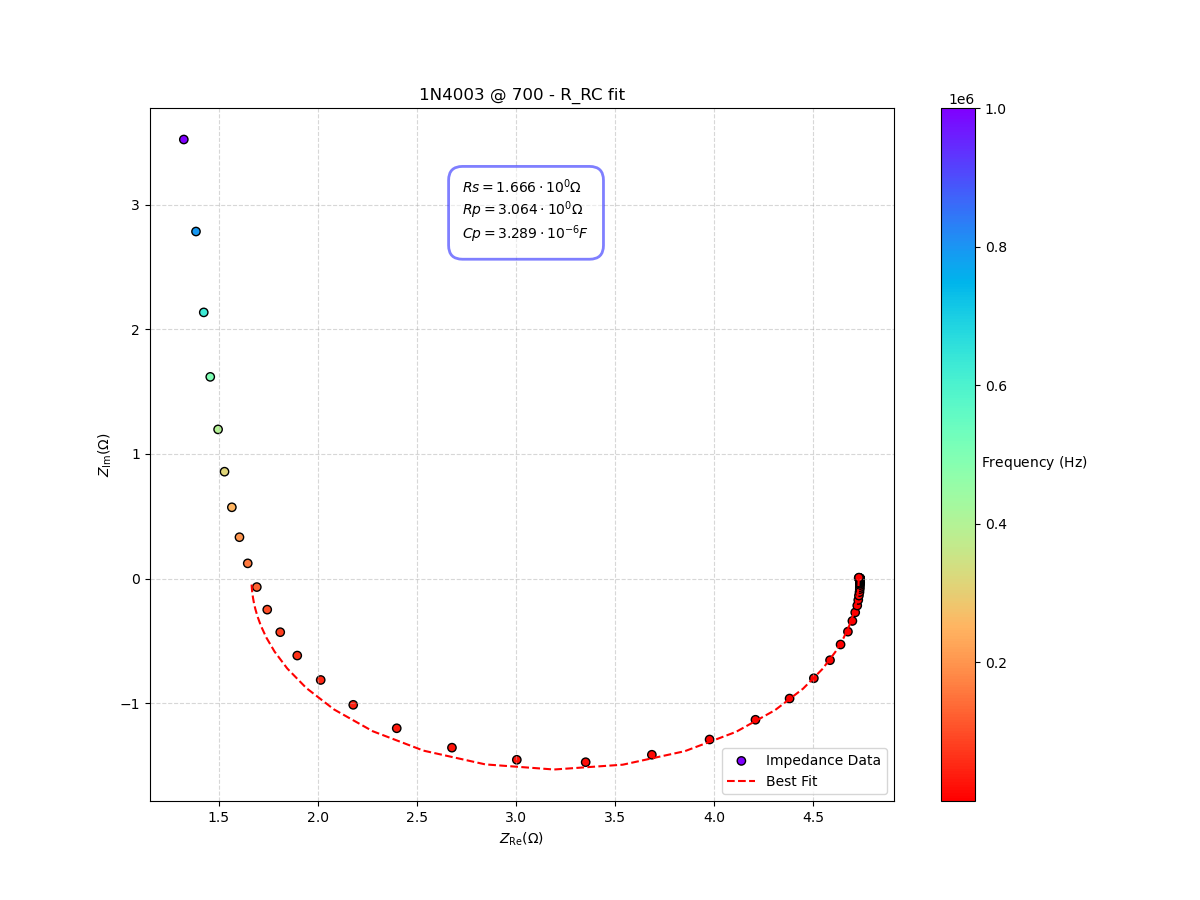 1N4003 @ 700 - R_RC fit
1e6
1.0
0.8
0.6
0.4
0.2
Frequency (Hz)
Rs = 1.666 · 10⁰Ω
Rp = 3.064 · 10⁰Ω
Cp = 3.289 · 10⁻⁶F
3
2
1
0
−1
Z_Im(Ω)
1.5 2.0 2.5 3.0 3.5 4.0 4.5
Z_Re(Ω)
Impedance Data
Best Fit